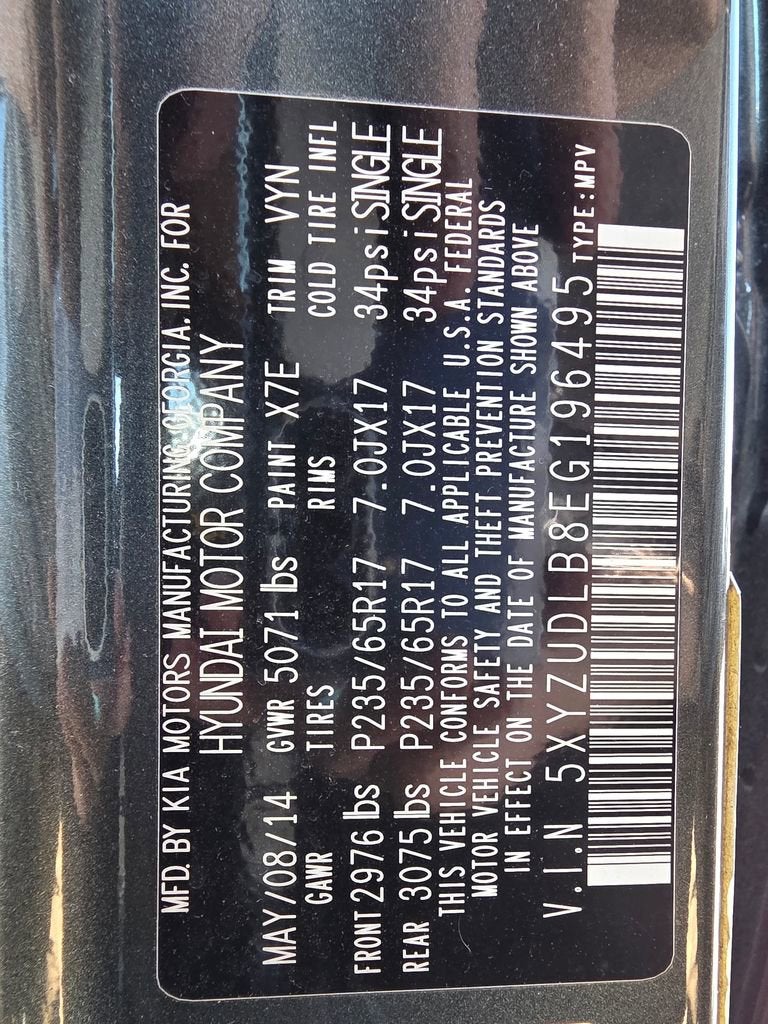 MFD. BY KIA MOTORS MANUFACTURING GEORGIA, INC. FOR
HYUNDAI MOTOR COMPANY
MAY/08/14 GVWR 5071 lbs PAINT X7E TRIM VYN
GAWR TIRES RIMS COLD TIRE INFL
FRONT 2976 lbs P235/65R17 7.0JX17 34psi SINGLE
REAR 3075 lbs P235/65R17 7.0JX17 34psi SINGLE
THIS VEHICLE CONFORMS TO ALL APPLICABLE U.S.A. FEDERAL
MOTOR VEHICLE SAFETY AND THEFT PREVENTION STANDARDS
IN EFFECT ON THE DATE OF MANUFACTURE SHOWN ABOVE
V.I.N 5XYZUDLB8EG196495 TYPE:MPV